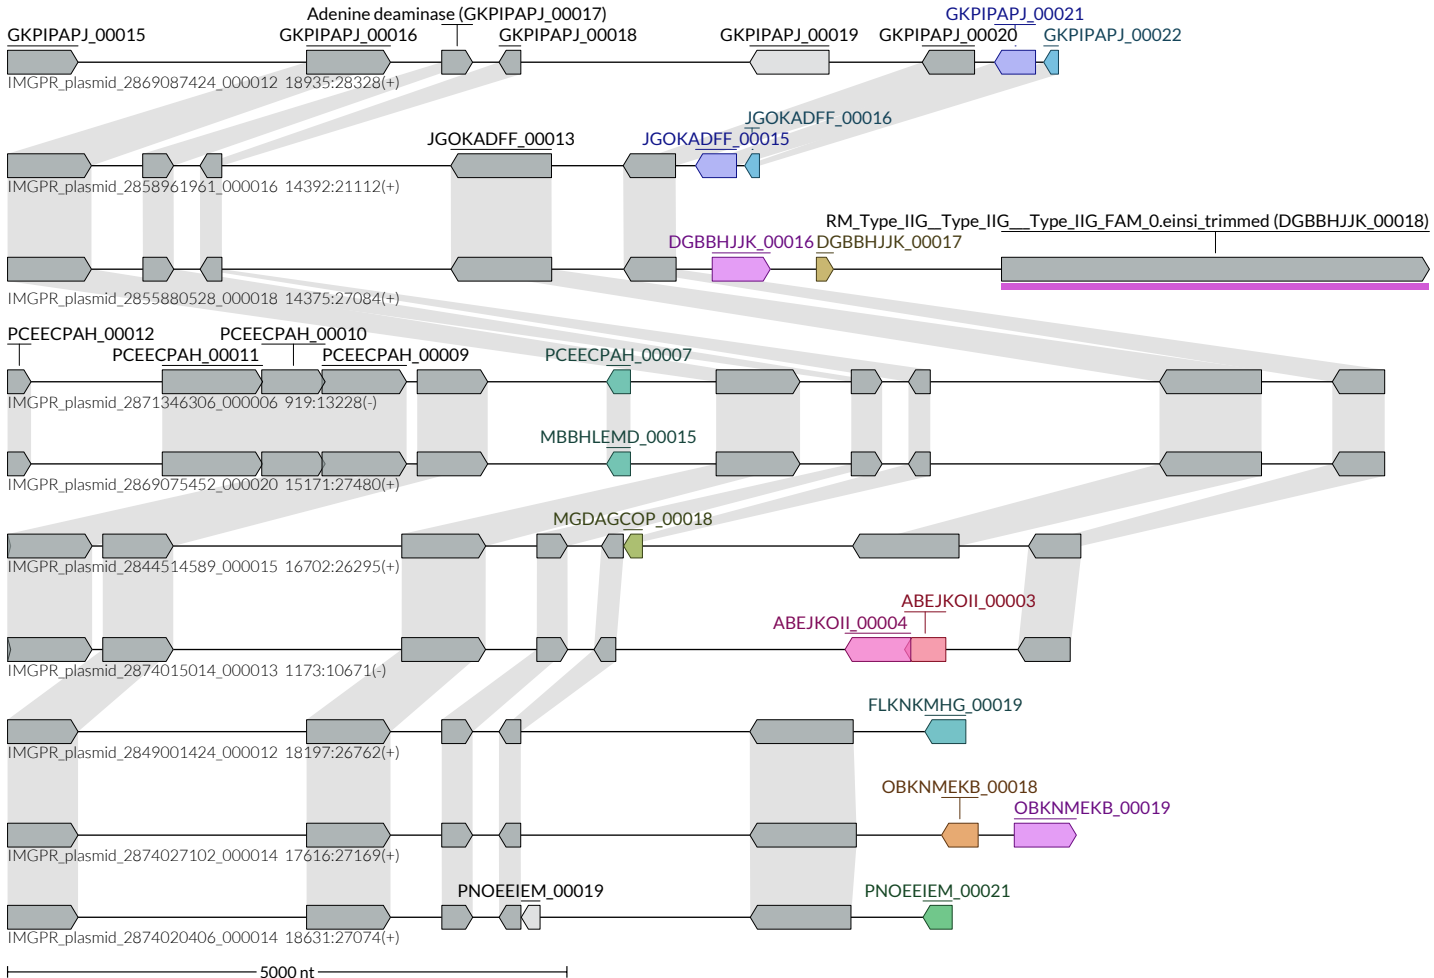 Adenine deaminase (GKPIPAPJ_00017)
GKPIPAPJ_00021
GKPIPAPJ_00015
GKPIPAPJ_00016
GKPIPAPJ_00018
GKPIPAPJ_00019
GKPIPAPJ_00020
GKPIPAPJ_00022
IMGPR_plasmid_2869087424_000012 18935:28328(+)
JGOKADFF_00016
JGOKADFF_00013
JGOKADFF_00015
IMGPR_plasmid_2858961961_000016 14392:21112(+)
RM_Type_IIG__Type_IIG___Type_IIG_FAM_0.einsi_trimmed (DGBBHJJK_00018)
DGBBHJJK_00016
DGBBHJJK_00017
IMGPR_plasmid_2855880528_000018 14375:27084(+)
PCEECPAH_00012
PCEECPAH_00010
PCEECPAH_00011
PCEECPAH_00009
PCEECPAH_00007
IMGPR_plasmid_2871346306_000006 919:13228(-)
MBBHLEMD_00015
IMGPR_plasmid_2869075452_000020 15171:27480(+)
MGDAGCOP_00018
IMGPR_plasmid_2844514589_000015 16702:26295(+)
ABEJKOII_00003
ABEJKOII_00004
IMGPR_plasmid_2874015014_000013 1173:10671(-)
FLKNKMHG_00019
IMGPR_plasmid_2849001424_000012 18197:26762(+)
OBKNMEKB_00018
OBKNMEKB_00019
IMGPR_plasmid_2874027102_000014 17616:27169(+)
PNOEEIEM_00019
PNOEEIEM_00021
IMGPR_plasmid_2874020406_000014 18631:27074(+)
5000 nt